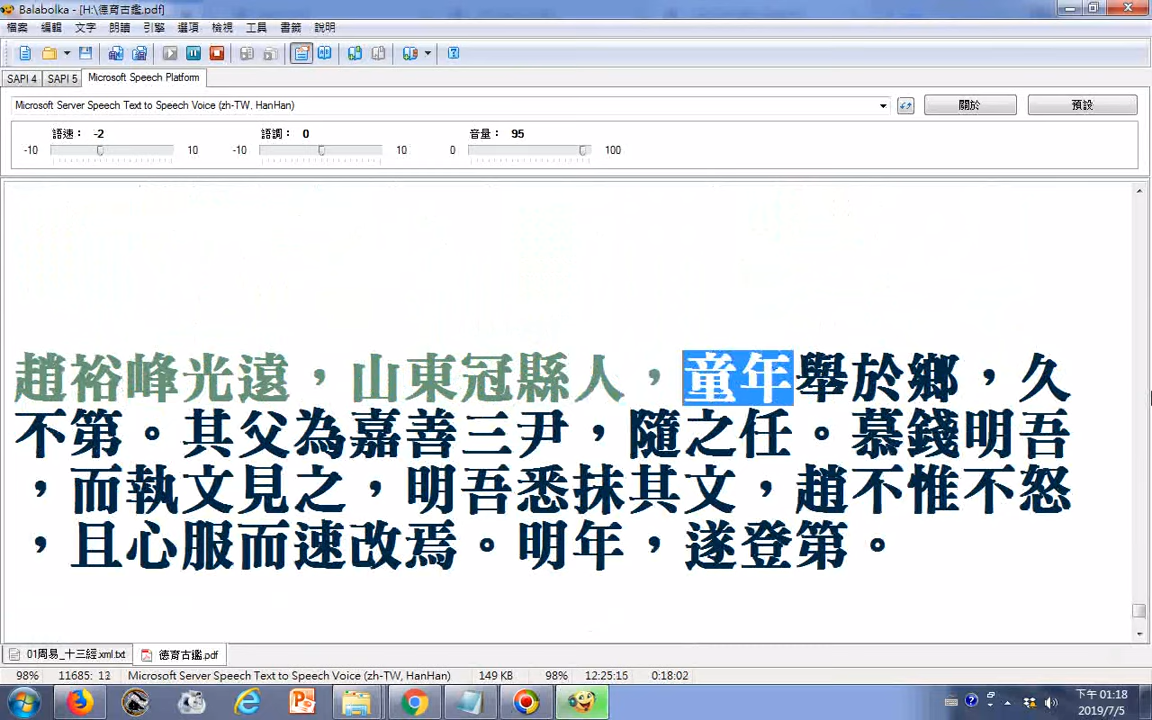 Balabolka - [H:\德育古鑑.pdf]
檔案 編輯 文字 朗讀 引擎 選項 檢視 工具 書籤 說明
SAPI 4 SAPI 5 Microsoft Speech Platform
Microsoft Server Speech Text to Speech Voice (zh-TW, HanHan) 關於 預設
語速： -2 語調： 0 音量： 95
-10 10 -10 10 0 100
趙裕峰光遠，山東冠縣人，童年舉於鄉，久
不第。其父為嘉善三尹，隨之任。慕錢明吾
，而執文見之，明吾悉抹其文，趙不惟不怒
，且心服而速改焉。明年，遂登第。
01周易_十三經.xml.txt 德育古鑑.pdf
98% 11685: 12 Microsoft Server Speech Text to Speech Voice (zh-TW, HanHan) 149 KB 98% 12:25:15 0:18:02
下午 01:18
2019/7/5